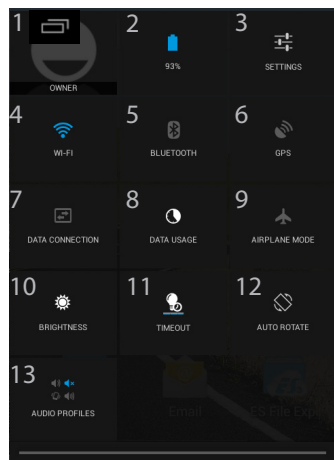 1
2
3
OWNER
93%
SETTINGS
4
5
6
WI-FI
BLUETOOTH
GPS
7
8
9
DATA CONNECTION
DATA USAGE
AIRPLANE MODE
10
11
12
BRIGHTNESS
TIMEOUT
AUTO ROTATE
13
AUDIO PROFILES
Email
ES File Expl